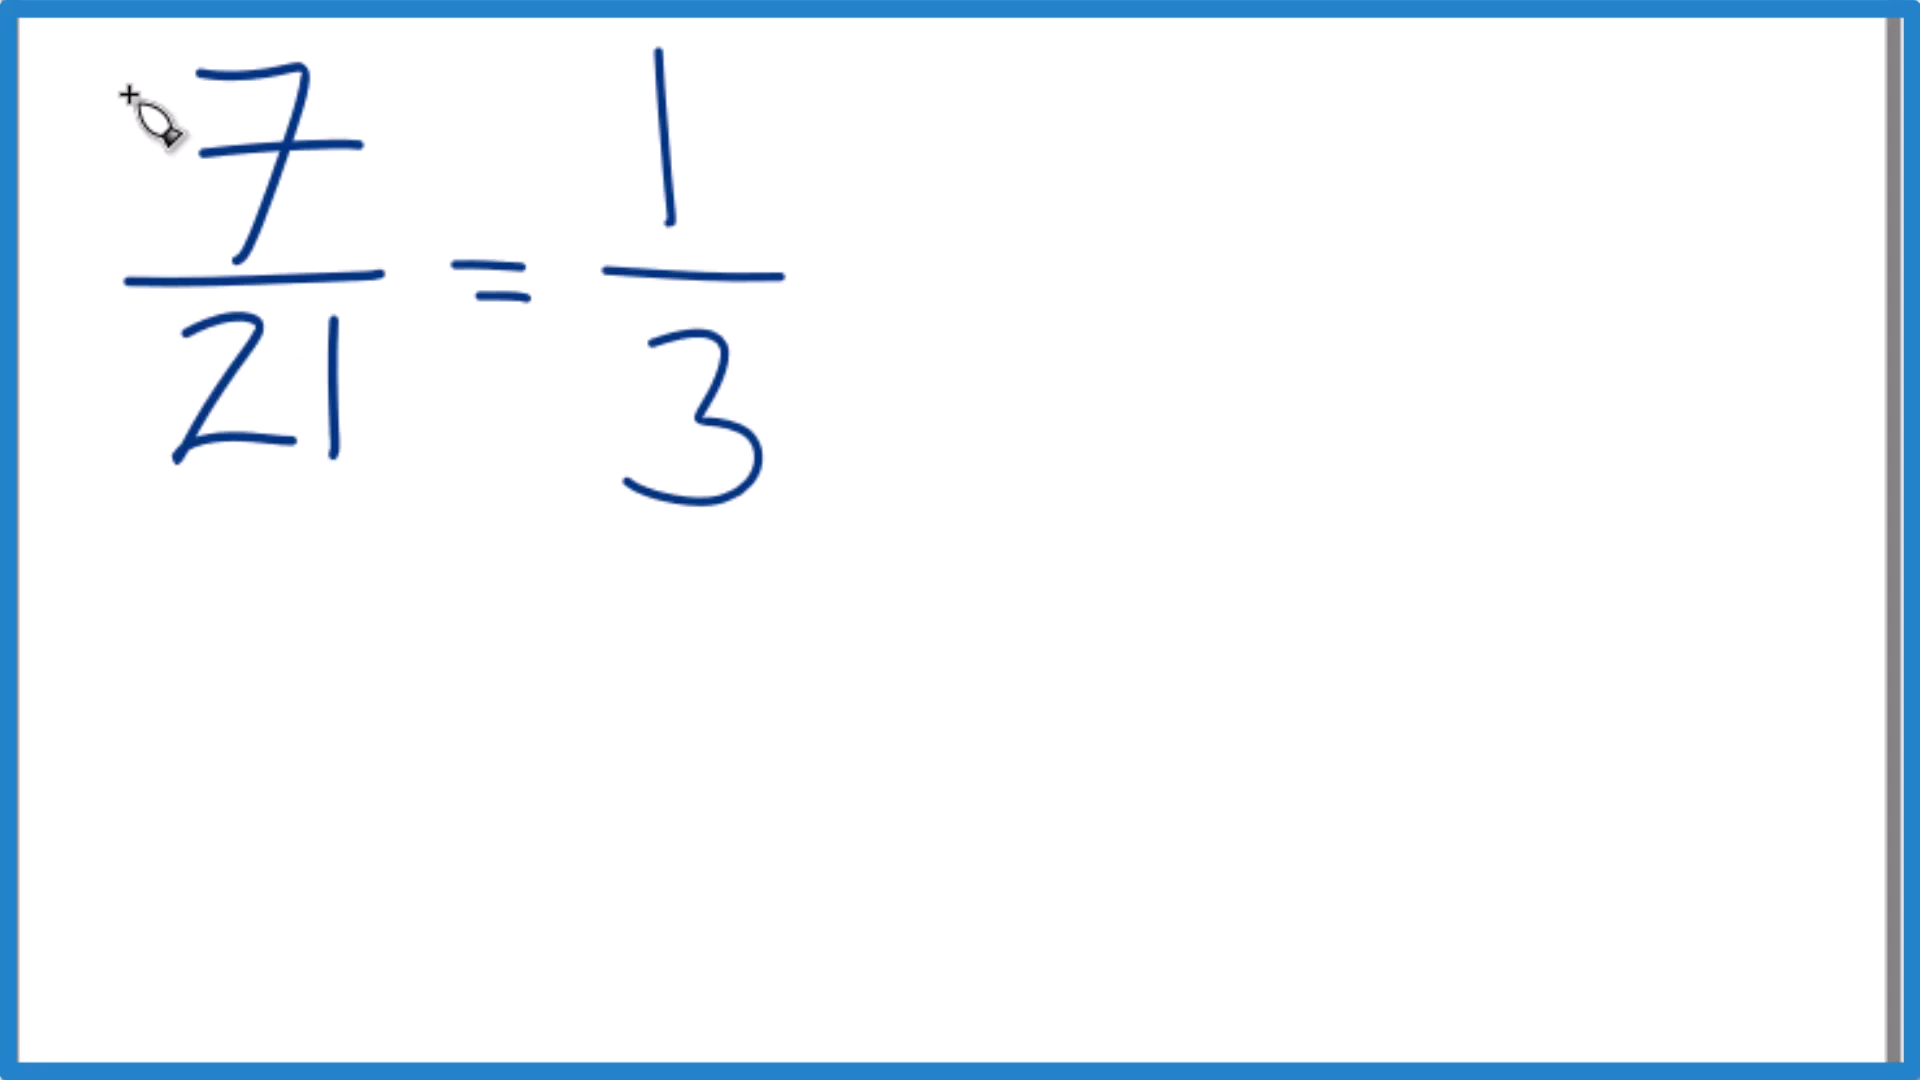 7/21 = 1/3